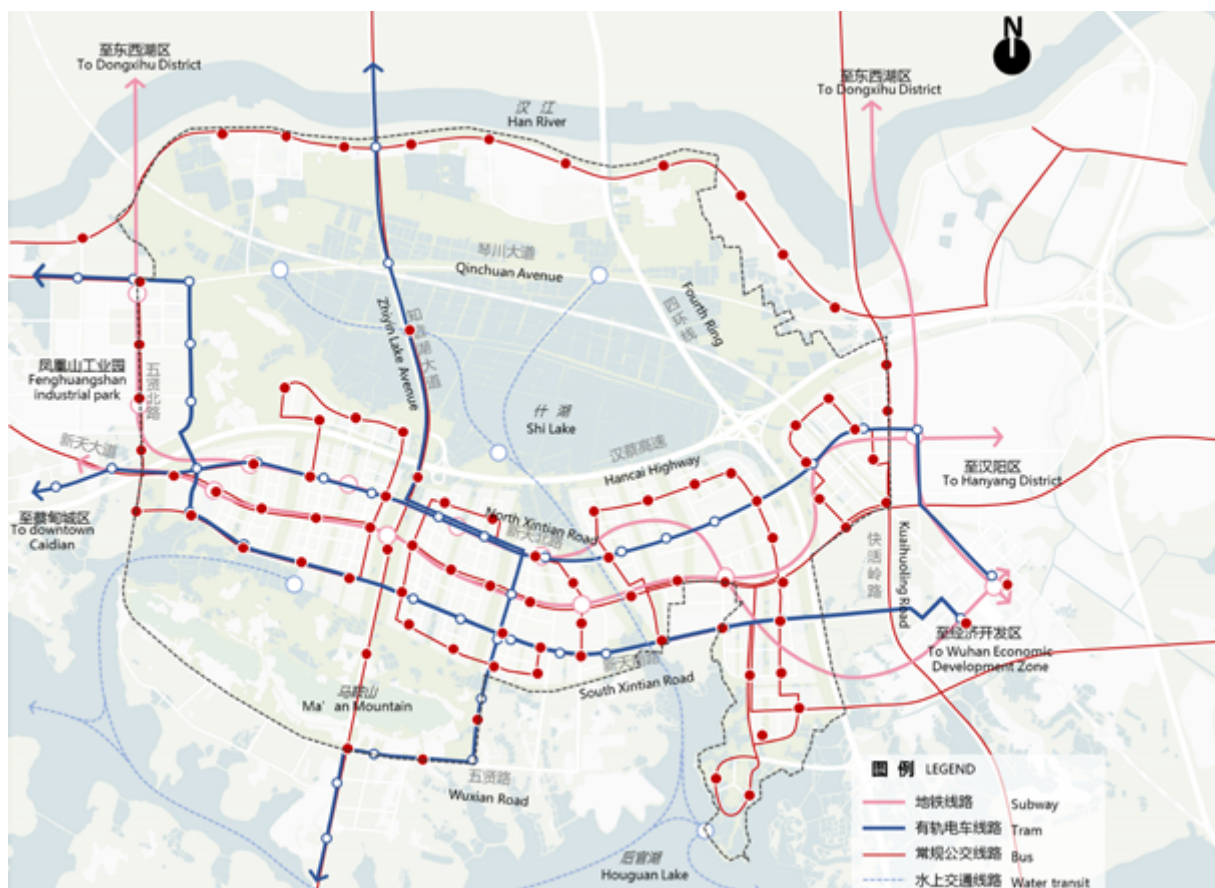 N
至东西湖区
To Dongxihu District
至东西湖区
To Dongxihu District
汉江
Han River
琴川大道
Qinchuan Avenue
知音湖大道
Zhiyin Lake Avenue
四环线
Fourth Ring
凤凰山工业园
Fenghuangshan
industrial park
五贤北路
什湖
Shi Lake
新天大道
汉蔡高速
Hancai Highway
至汉阳区
To Hanyang District
至蔡甸城区
To downtown
Caidian
North Xintian Road
新天北路
快活岭路
Kuaihuoling Road
至经济开发区
To Wuhan Economic
Development Zone
新天南路
South Xintian Road
马鞍山
Ma'an Mountain
五贤路
Wuxian Road
后官湖
Houguan Lake
图例 LEGEND
地铁线路 Subway
有轨电车线路 Tram
常规公交线路 Bus
水上交通线路 Water transit